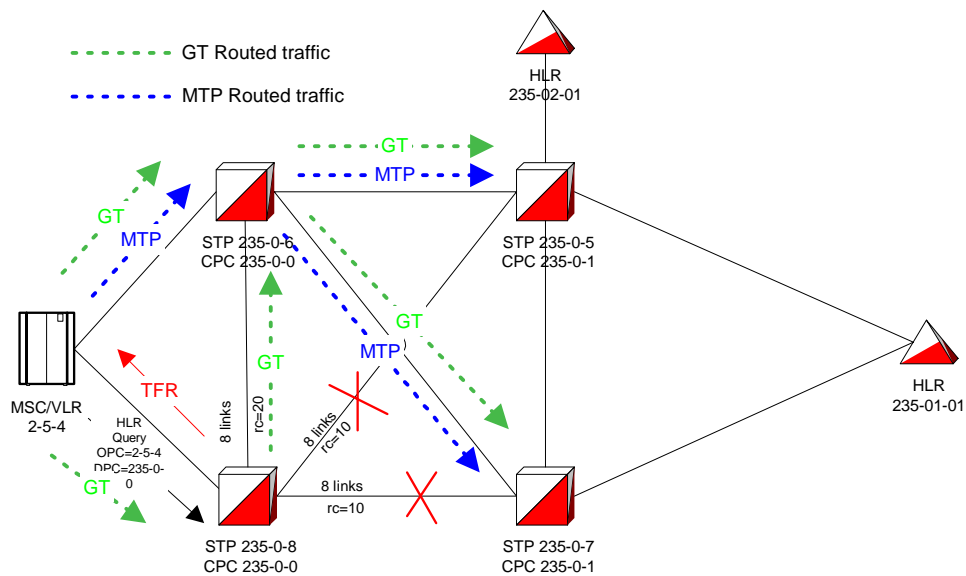 GT Routed traffic
MTP Routed traffic
HLR
235-02-01
GT
MTP
GT
MTP
STP 235-0-6
CPC 235-0-0
STP 235-0-5
CPC 235-0-1
GT
MTP
GT
TFR
8 links
rc=20
8 links
rc=10
MSC/VLR
2-5-4
HLR
Query
OPC=2-5-4
DPC=235-0-
0
GT
8 links
rc=10
HLR
235-01-01
STP 235-0-8
CPC 235-0-0
STP 235-0-7
CPC 235-0-1